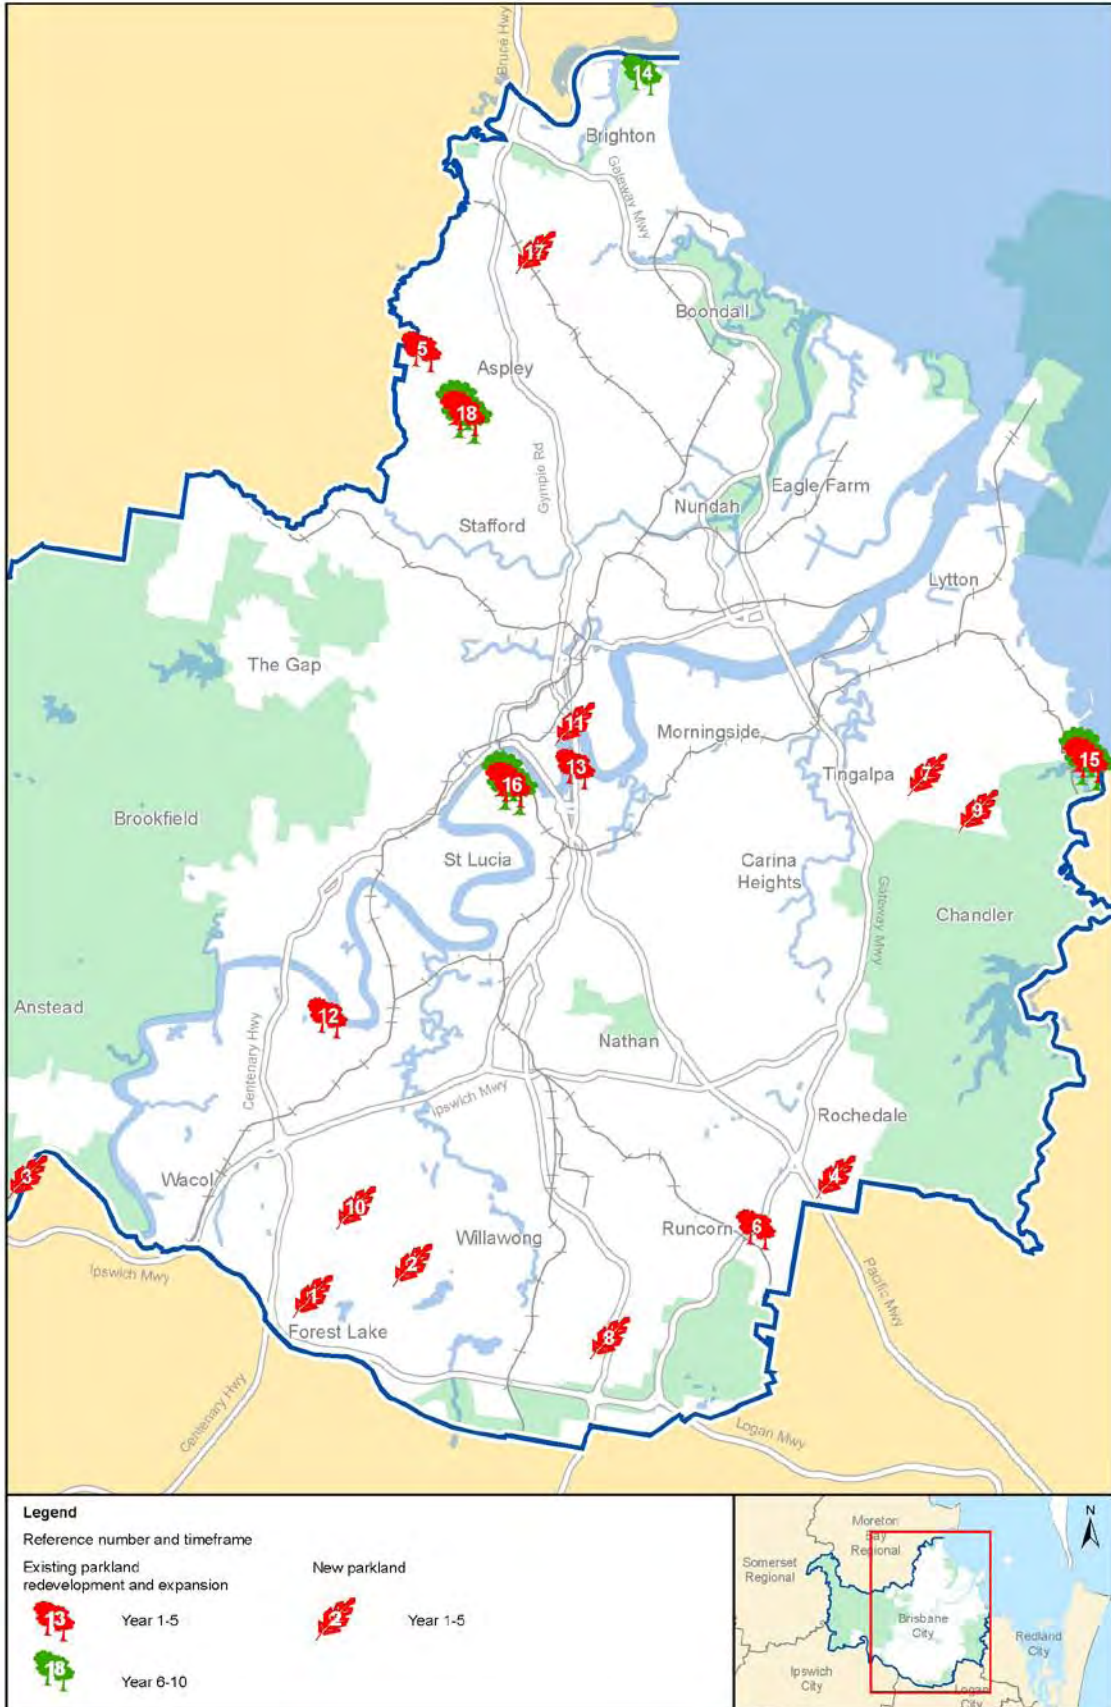 Bruce Hwy
14
Brighton
Gateway Mwy
17
Boondall
5
Aspley
18
Gympie Rd
Eagle Farm
Nundah
Stafford
Lytton
The Gap
11
Morningside
13
15
16
Tingalpa
7
9
Brookfield
St Lucia
Carina
Heights
Gateway Mwy
Chandler
Anstead
12
Centenary Hwy
Nathan
Ipswich Mwy
Rochedale
3
Wacol
4
10
Runcorn
6
Willawong
Ipswich Mwy
2
1
Pacific Mwy
Forest Lake
8
Centenary Hwy
Logan Mwy
Legend
Reference number and timeframe
Existing parkland
redevelopment and expansion
New parkland
13
Year 1-5
2
Year 1-5
18
Year 6-10
N
Moreton
Bay
Regional
Somerset
Regional
Brisbane
City
Redland
City
Ipswich
City
Logan
City